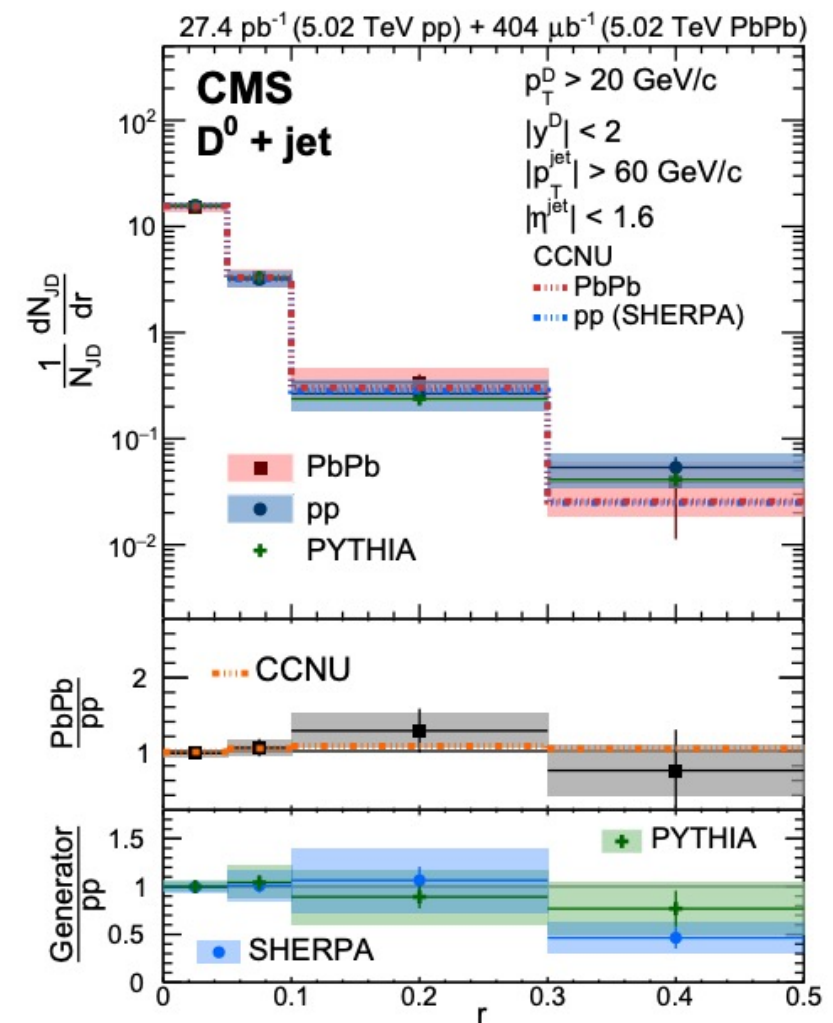 27.4 pb⁻¹ (5.02 TeV pp) + 404 μb⁻¹ (5.02 TeV PbPb)
CMS
D⁰ + jet
p_T^D > 20 GeV/c
|y^D| < 2
|p_T^jet| > 60 GeV/c
|η^jet| < 1.6
CCNU
PbPb
pp (SHERPA)
1/N_JD dN_JD/dr
10²
10
1
10⁻¹
10⁻²
PbPb
pp
PYTHIA
PbPb/pp
2
1
CCNU
Generator/pp
1.5
1
0.5
0
PYTHIA
SHERPA
0 0.1 0.2 0.3 0.4 0.5
r